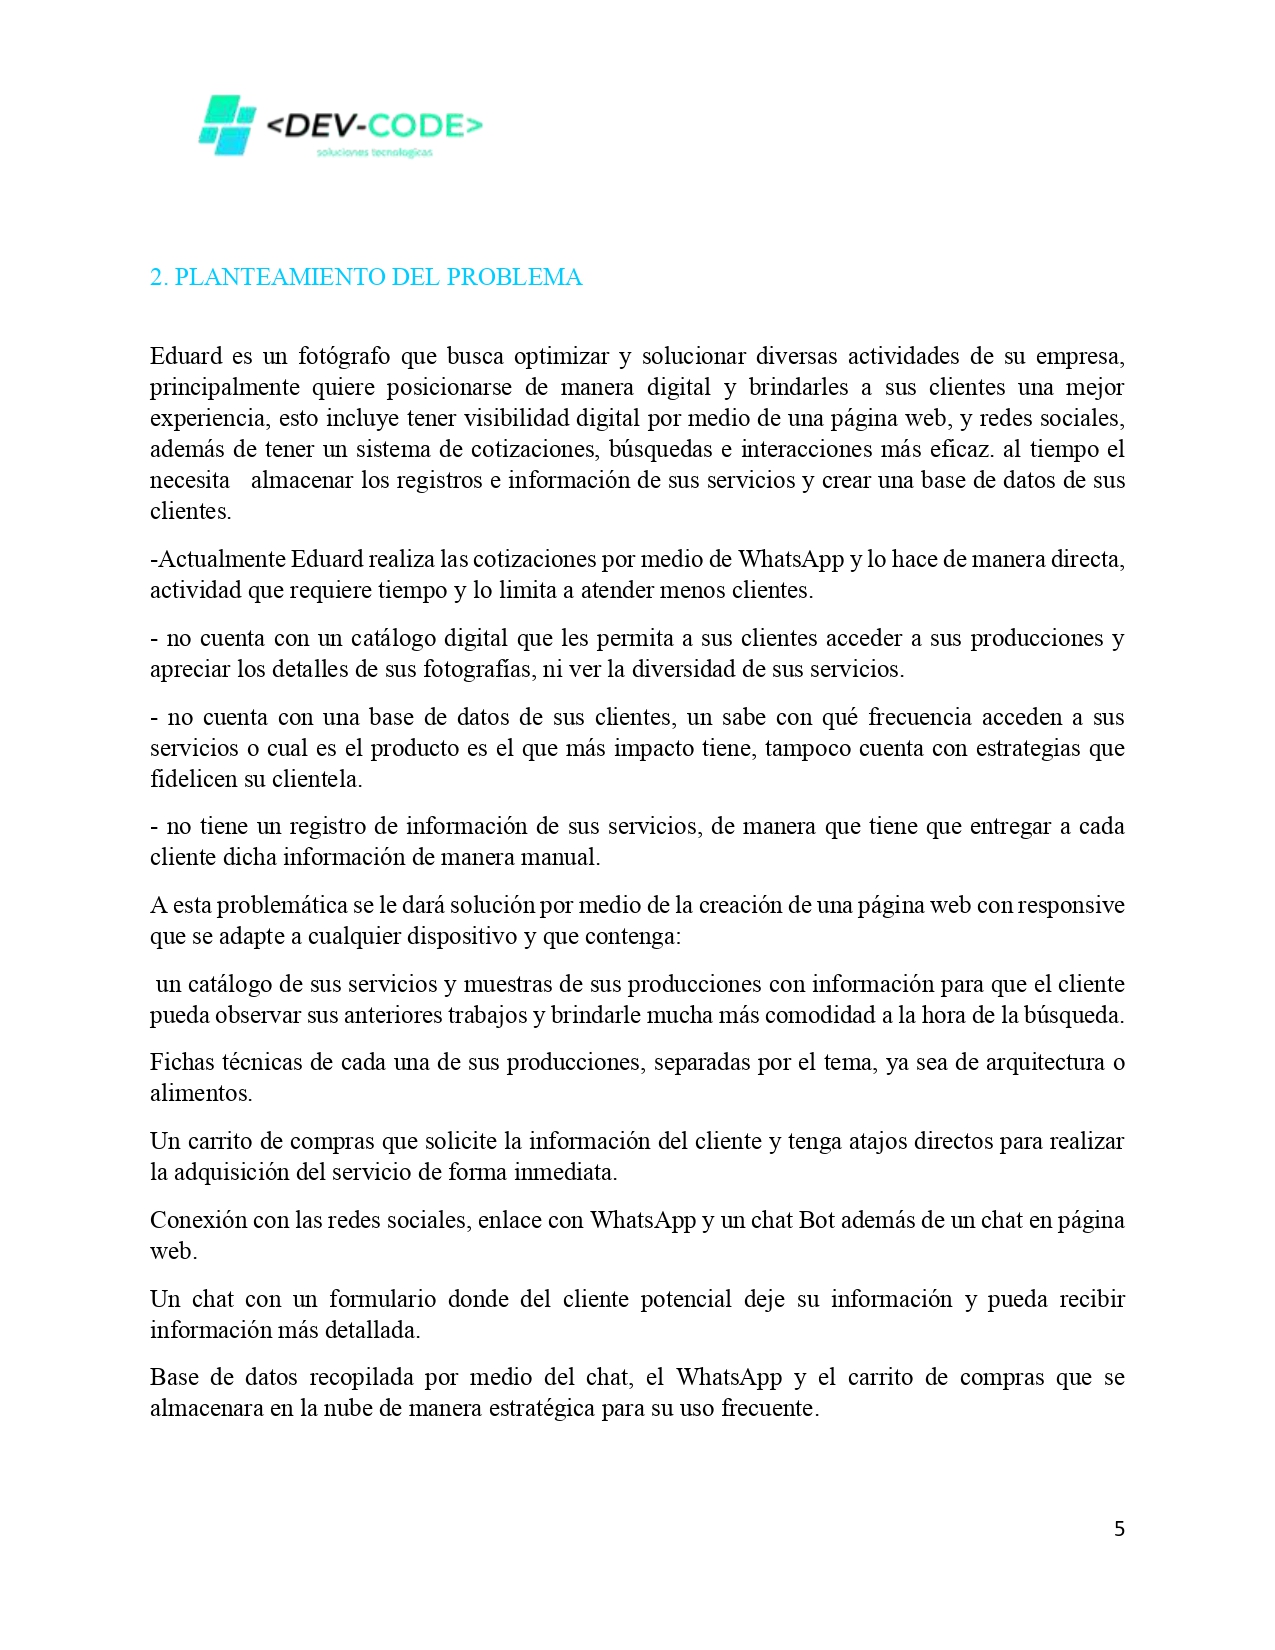 <DEV-CODE>
soluciones tecnologicas
2. PLANTEAMIENTO DEL PROBLEMA
Eduard es un fotógrafo que busca optimizar y solucionar diversas actividades de su empresa,
principalmente quiere posicionarse de manera digital y brindarles a sus clientes una mejor
experiencia, esto incluye tener visibilidad digital por medio de una página web, y redes sociales,
además de tener un sistema de cotizaciones, búsquedas e interacciones más eficaz. al tiempo el
necesita almacenar los registros e información de sus servicios y crear una base de datos de sus
clientes.
-Actualmente Eduard realiza las cotizaciones por medio de WhatsApp y lo hace de manera directa,
actividad que requiere tiempo y lo limita a atender menos clientes.
- no cuenta con un catálogo digital que les permita a sus clientes acceder a sus producciones y
apreciar los detalles de sus fotografías, ni ver la diversidad de sus servicios.
- no cuenta con una base de datos de sus clientes, un sabe con qué frecuencia acceden a sus
servicios o cual es el producto es el que más impacto tiene, tampoco cuenta con estrategias que
fidelicen su clientela.
- no tiene un registro de información de sus servicios, de manera que tiene que entregar a cada
cliente dicha información de manera manual.
A esta problemática se le dará solución por medio de la creación de una página web con responsive
que se adapte a cualquier dispositivo y que contenga:
un catálogo de sus servicios y muestras de sus producciones con información para que el cliente
pueda observar sus anteriores trabajos y brindarle mucha más comodidad a la hora de la búsqueda.
Fichas técnicas de cada una de sus producciones, separadas por el tema, ya sea de arquitectura o
alimentos.
Un carrito de compras que solicite la información del cliente y tenga atajos directos para realizar
la adquisición del servicio de forma inmediata.
Conexión con las redes sociales, enlace con WhatsApp y un chat Bot además de un chat en página
web.
Un chat con un formulario donde del cliente potencial deje su información y pueda recibir
información más detallada.
Base de datos recopilada por medio del chat, el WhatsApp y el carrito de compras que se
almacenara en la nube de manera estratégica para su uso frecuente.
5